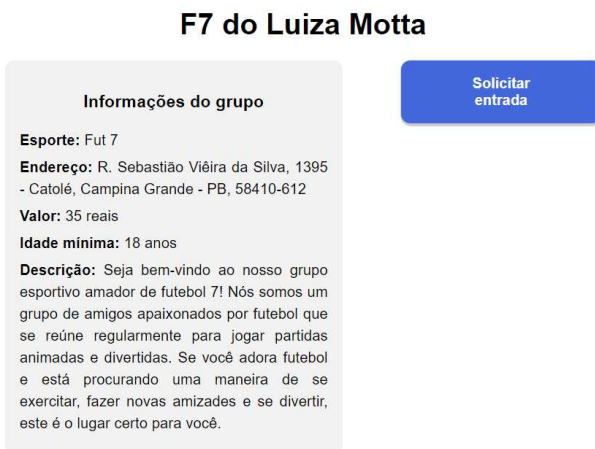 F7 do Luiza Motta
Informações do grupo
Esporte: Fut 7
Endereço: R. Sebastião Viêira da Silva, 1395
- Catolé, Campina Grande - PB, 58410-612
Valor: 35 reais
Idade mínima: 18 anos
Descrição: Seja bem-vindo ao nosso grupo
esportivo amador de futebol 7! Nós somos um
grupo de amigos apaixonados por futebol que
se reúne regularmente para jogar partidas
animadas e divertidas. Se você adora futebol
e está procurando uma maneira de se
exercitar, fazer novas amizades e se divertir,
este é o lugar certo para você.
Solicitar
entrada